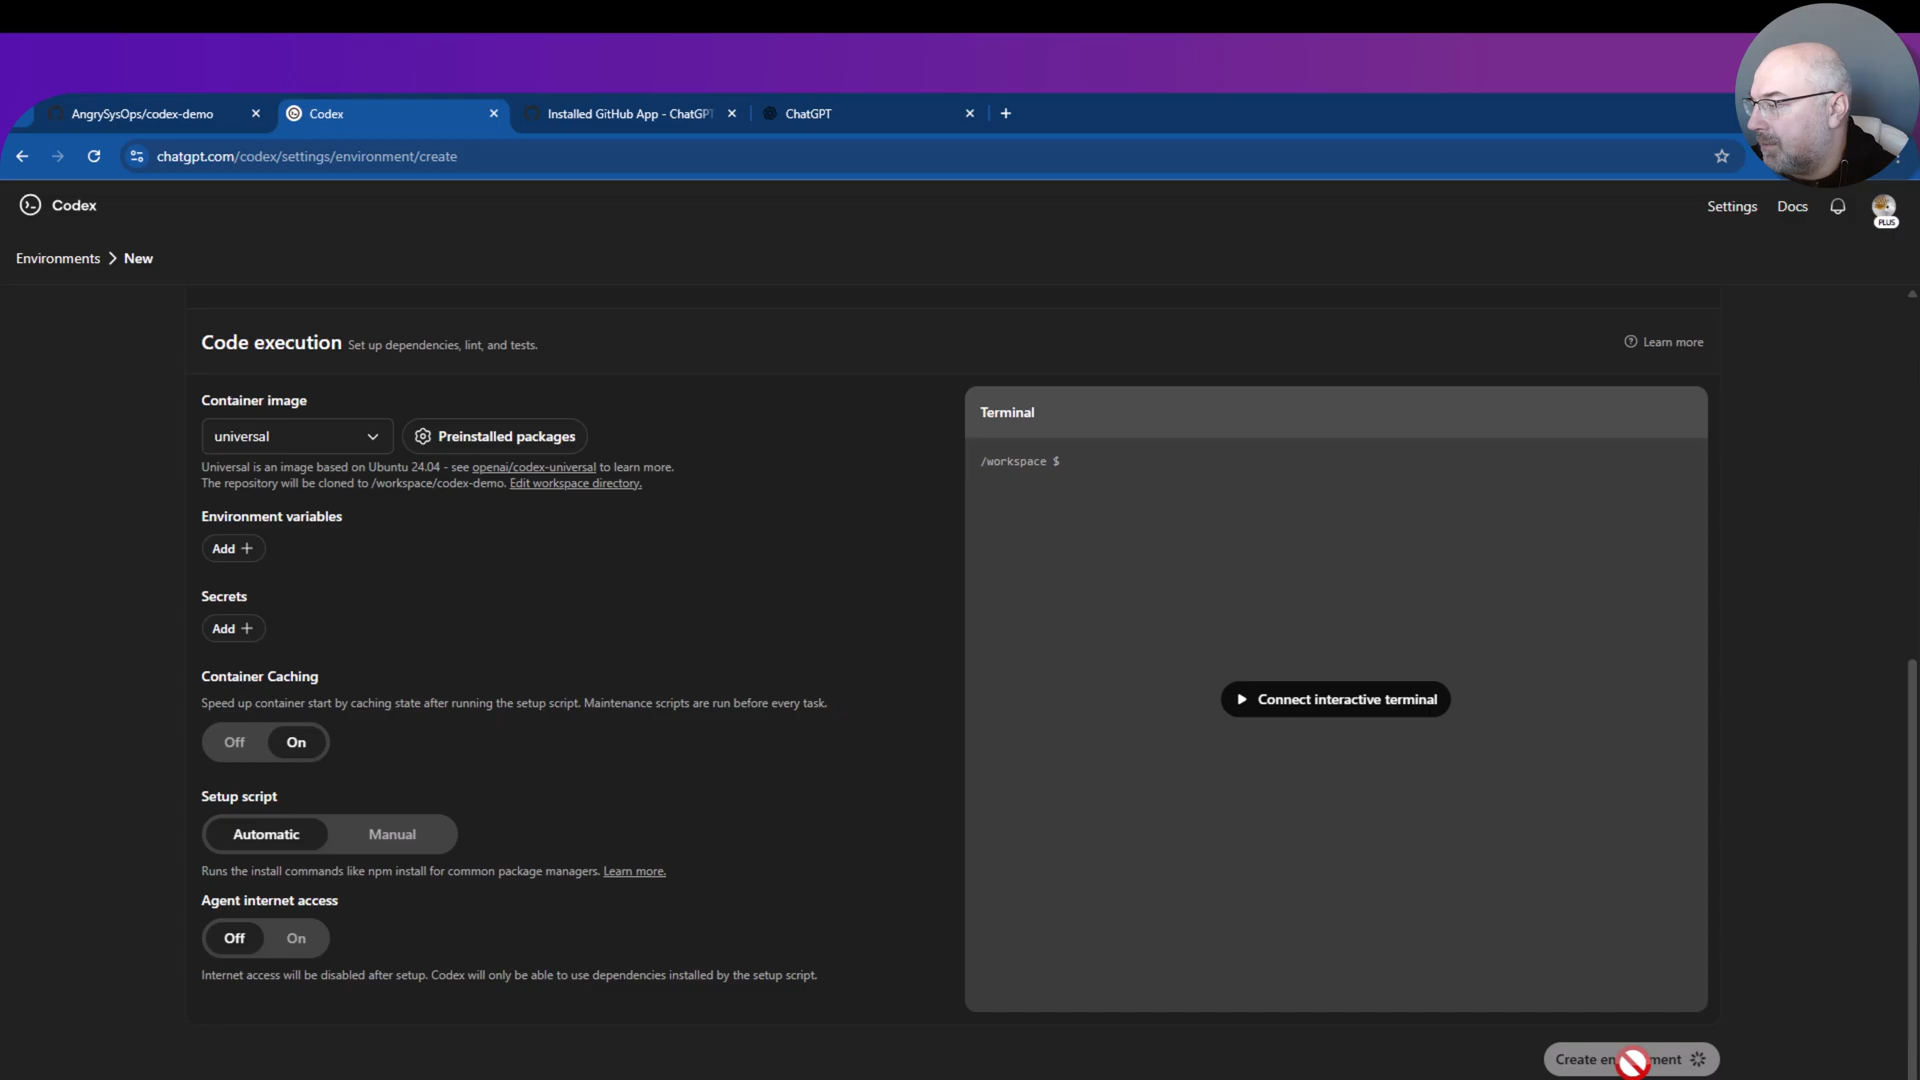 AngrySysOps/codex-demo
Codex
Installed GitHub App - ChatGPT
ChatGPT
chatgpt.com/codex/settings/environment/create
Codex
Settings
Docs
PLUS
Environments > New
Code execution Set up dependencies, lint, and tests.
Learn more
Container image
universal
Preinstalled packages
Universal is an image based on Ubuntu 24.04 - see openai/codex-universal to learn more.
The repository will be cloned to /workspace/codex-demo. Edit workspace directory.
Environment variables
Add +
Secrets
Add +
Container Caching
Speed up container start by caching state after running the setup script. Maintenance scripts are run before every task.
Off On
Setup script
Automatic Manual
Runs the install commands like npm install for common package managers. Learn more.
Agent internet access
Off On
Internet access will be disabled after setup. Codex will only be able to use dependencies installed by the setup script.
Terminal
/workspace $
Connect interactive terminal
Create en ment